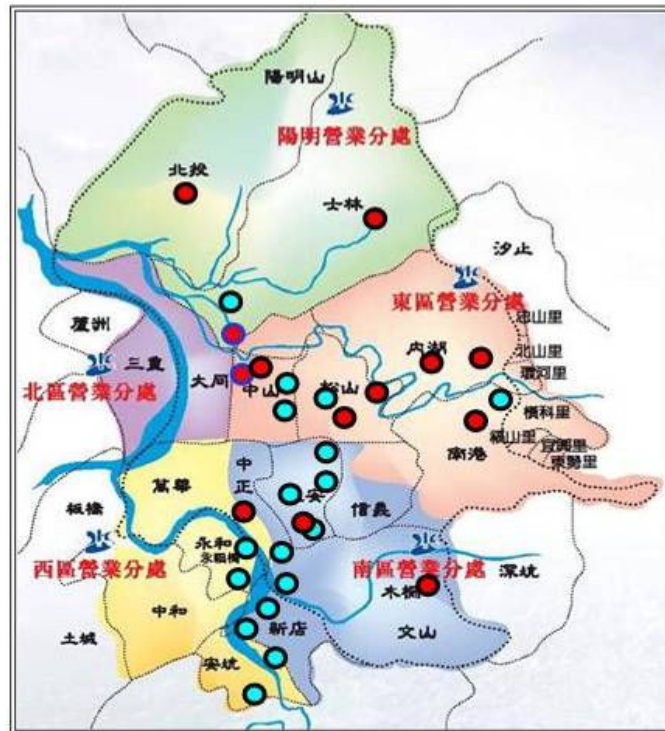 陽明山
陽明營業分處
北投
士林
汐止
東區營業分處
忠山里
蘆洲
北山里
內湖
三重
環河里
北區營業分處
大同
中山
松山
橫科里
福山里
宜興里
南港
東勢里
中正
萬華
安
信義
板橋
永和
西區營業分處
南區營業分處
深坑
木柵
中和
土城
新店
文山
安坑